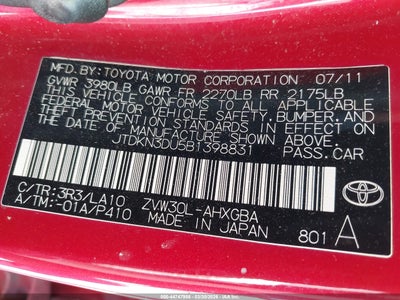 MFD.BY: TOYOTA MOTOR CORPORATION 07/11
GVWR 3980LB GAWR FR 2270LB RR 2175LB
THIS VEHICLE CONFORMS TO ALL APPLICABLE
FEDERAL MOTOR VEHICLE SAFETY, BUMPER, AND
THEFT PREVENTION STANDARDS IN EFFECT ON
THE DATE OF MANUFACTURE SHOWN ABOVE.
JTDKN3DU5B1398831 PASS.CAR
C/TR: 3R3/LA10 ZVW30L-AHXGBA
A/TM: -01A/P410 MADE IN JAPAN
TOYOTA
801 A